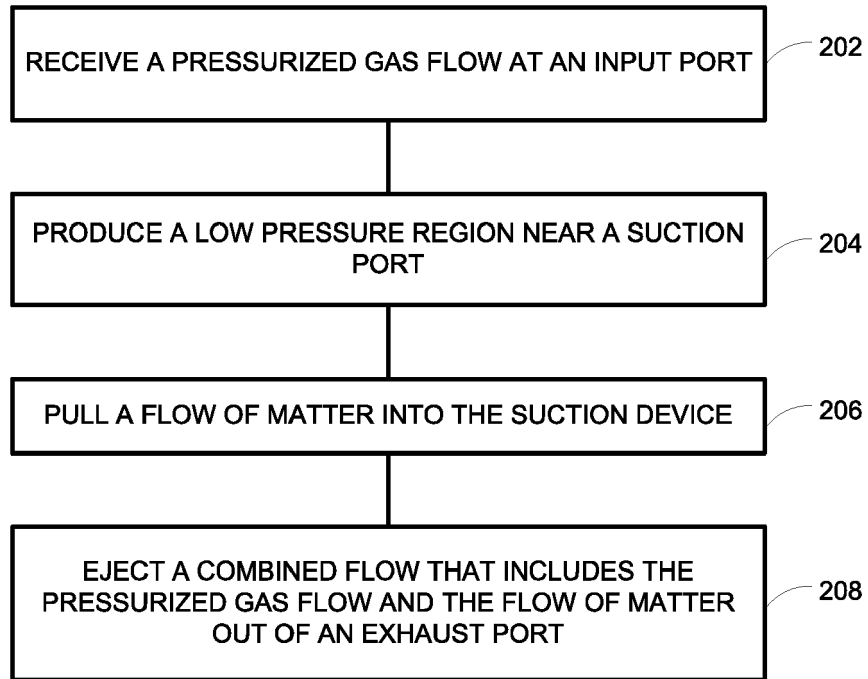 RECEIVE A PRESSURIZED GAS FLOW AT AN INPUT PORT
202
PRODUCE A LOW PRESSURE REGION NEAR A SUCTION
PORT
204
PULL A FLOW OF MATTER INTO THE SUCTION DEVICE
206
EJECT A COMBINED FLOW THAT INCLUDES THE
PRESSURIZED GAS FLOW AND THE FLOW OF MATTER
OUT OF AN EXHAUST PORT
208